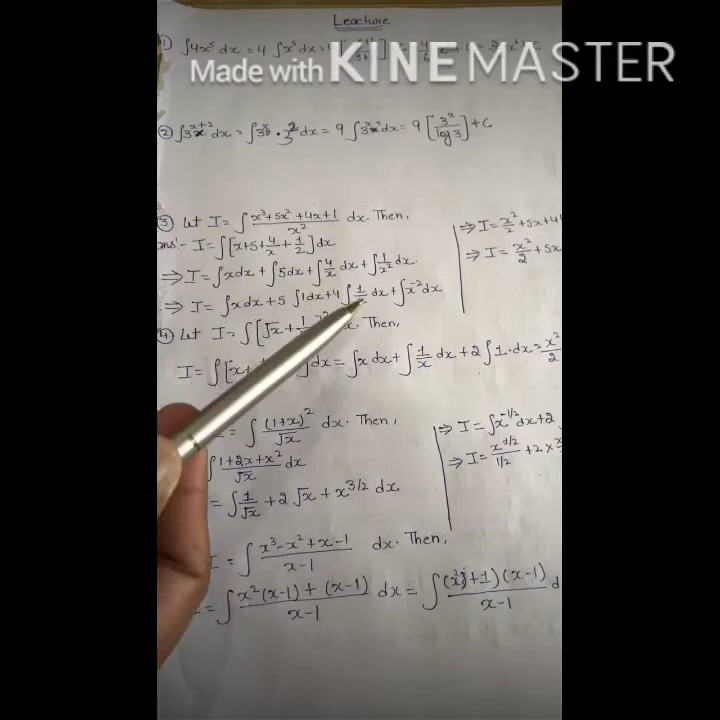 Leacture
Made with KINEMASTER
① ∫4x⁵ dx = 4 ∫x⁵ dx =
② ∫3^(x+2) dx = ∫3^x · 3² dx = 9 ∫3^x dx = 9 [3^x / log 3] + C
③ Let I = ∫ (x³+5x²+4x+1)/x² dx. Then,
Ans:- I = ∫[x+5+4/x+1/2] dx
⇒ I = ∫x dx + ∫5 dx + ∫4/x dx + ∫1/x² dx.
⇒ I = ∫x dx + 5 ∫1 dx + 4 ∫ dx + ∫x⁻² dx
⇒ I = x²/2 + 5x + 4
⇒ I = x²/2 + 5x
④ Let I = ∫[√x + 1/ x. Then,
I = ∫[x+ ] dx = ∫x dx + ∫1/x dx + 2 ∫1·dx = x²/2
= ∫ (1+x)²/√x dx. Then,
∫ (1+2x+x²)/√x dx
= ∫ 1/√x + 2√x + x^(3/2) dx
⇒ I = ∫x^(-1/2) dx + 2
⇒ I = x^(1/2)/(1/2) + 2 ×
I = ∫ (x³-x²+x-1)/(x-1) dx. Then,
= ∫ (x²(x-1) + (x-1))/(x-1) dx = ∫ (x²+1)(x-1)/(x-1) d